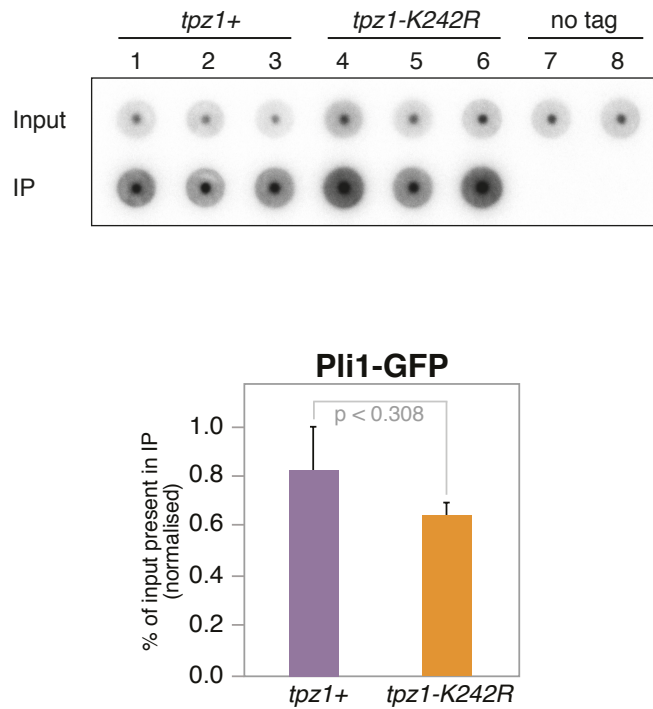 tpz1+ tpz1-K242R no tag
1 2 3 4 5 6 7 8
Input
IP
Pli1-GFP
p < 0.308
% of input present in IP
(normalised)
1.0
0.8
0.6
0.4
0.2
0.0
tpz1+ tpz1-K242R